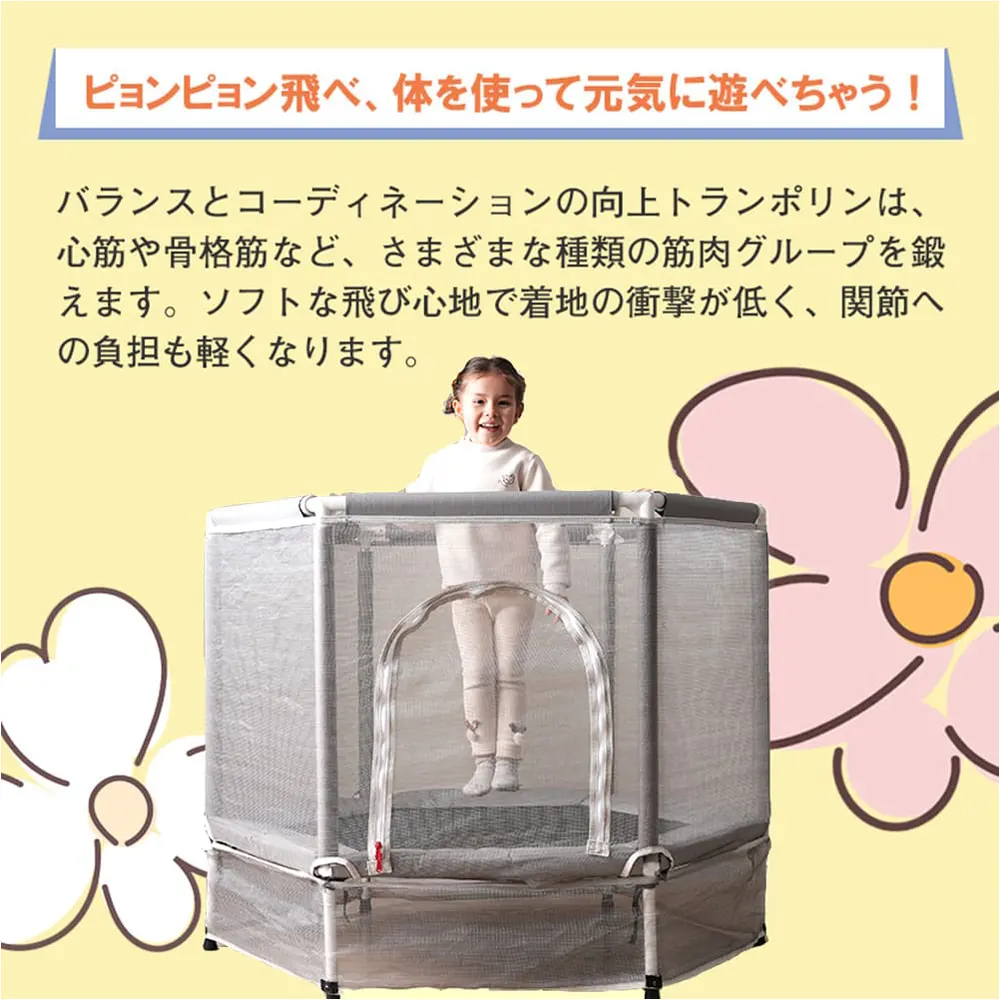 ピョンピョン飛べ、体を使って元気に遊べちゃう！
バランスとコーディネーションの向上トランポリンは、
心筋や骨格筋など、さまざまな種類の筋肉グループを鍛
えます。ソフトな飛び心地で着地の衝撃が低く、関節へ
の負担も軽くなります。